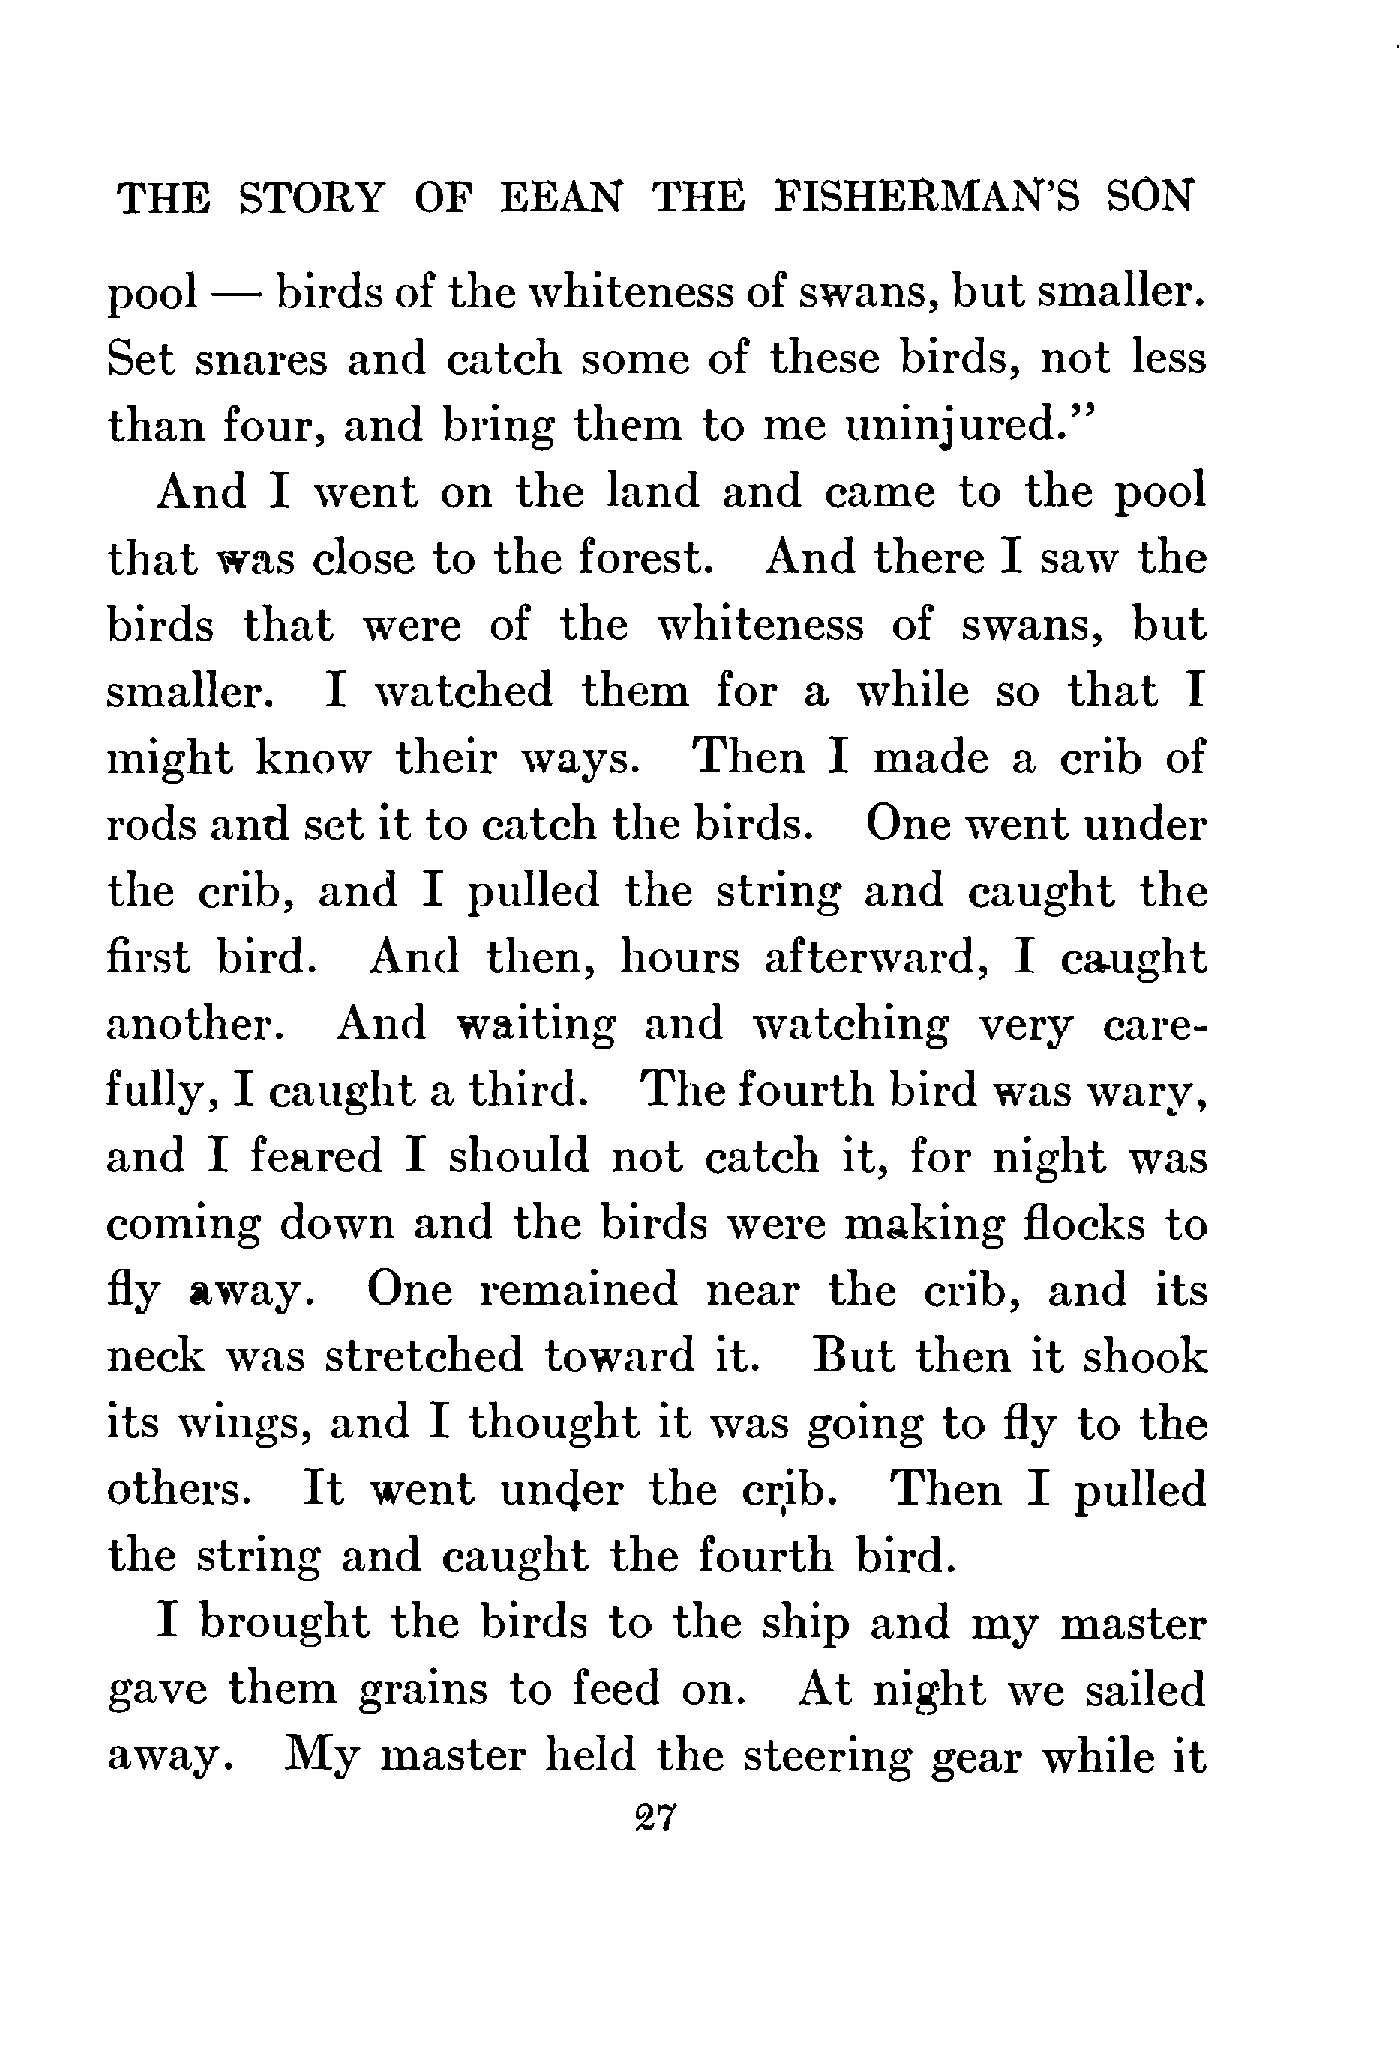 THE STORY OF EEAN THE FISHERMAN'S SON
pool — birds of the whiteness of swans, but smaller.
Set snares and catch some of these birds, not less
than four, and bring them to me uninjured.”
And I went on the land and came to the pool
that was close to the forest. And there I saw the
birds that were of the whiteness of swans, but
smaller. I watched them for a while so that I
might know their ways. Then I made a crib of
rods and set it to catch the birds. One went under
the crib, and I pulled the string and caught the
first bird. And then, hours afterward, I caught
another. And waiting and watching very care-
fully, I caught a third. The fourth bird was wary,
and I feared I should not catch it, for night was
coming down and the birds were making flocks to
fly away. One remained near the crib, and its
neck was stretched toward it. But then it shook
its wings, and I thought it was going to fly to the
others. It went under the crib. Then I pulled
the string and caught the fourth bird.
I brought the birds to the ship and my master
gave them grains to feed on. At night we sailed
away. My master held the steering gear while it
27